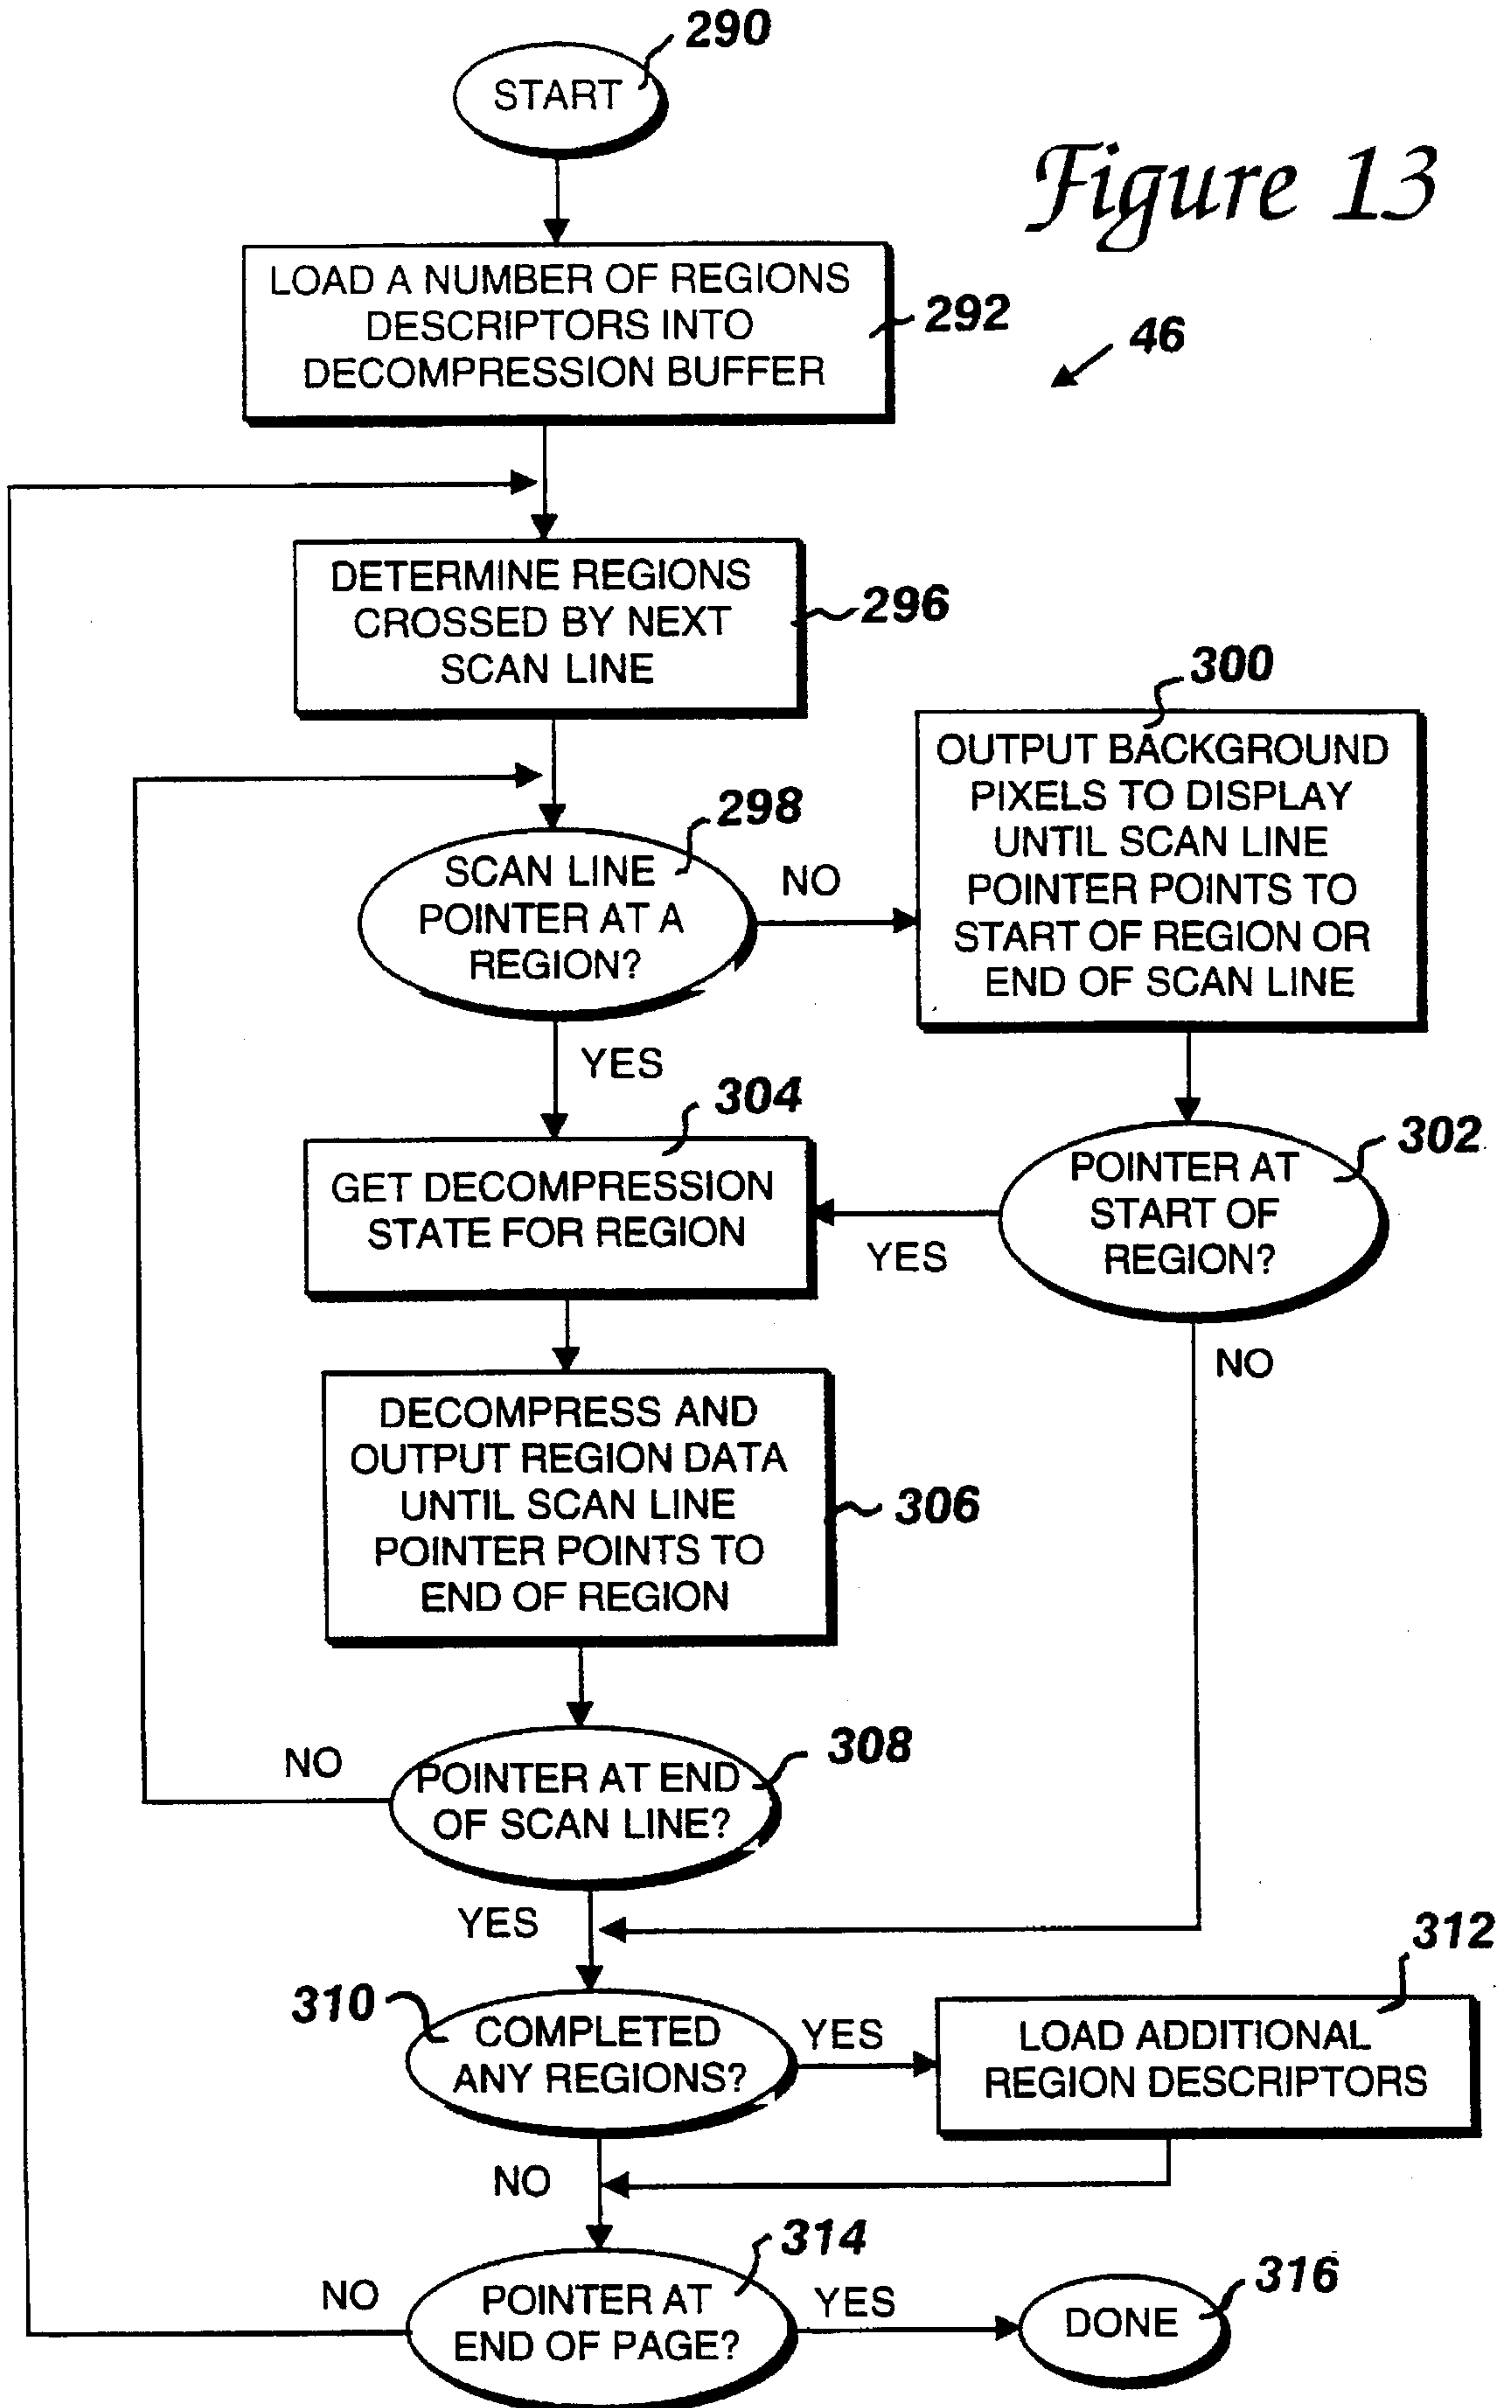 290
START
Figure 13
LOAD A NUMBER OF REGIONS
DESCRIPTORS INTO
DECOMPRESSION BUFFER
292
46
DETERMINE REGIONS
CROSSED BY NEXT
SCAN LINE
296
300
OUTPUT BACKGROUND
PIXELS TO DISPLAY
UNTIL SCAN LINE
POINTER POINTS TO
START OF REGION OR
END OF SCAN LINE
298
SCAN LINE
POINTER AT A
REGION?
NO
YES
304
GET DECOMPRESSION
STATE FOR REGION
302
POINTER AT
START OF
REGION?
YES
NO
DECOMPRESS AND
OUTPUT REGION DATA
UNTIL SCAN LINE
POINTER POINTS TO
END OF REGION
306
308
POINTER AT END
OF SCAN LINE?
NO
YES
310
COMPLETED
ANY REGIONS?
YES
312
LOAD ADDITIONAL
REGION DESCRIPTORS
NO
314
POINTER AT
END OF PAGE?
NO
YES
316
DONE